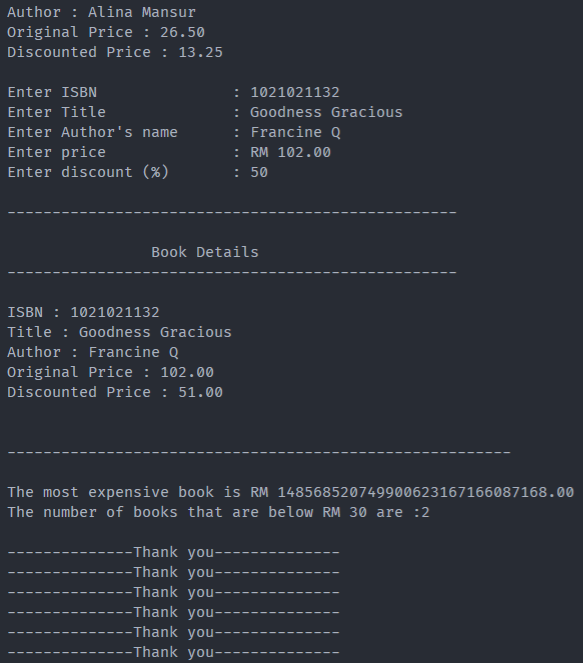 Author : Alina Mansur
Original Price : 26.50
Discounted Price : 13.25
Enter ISBN               : 1021021132
Enter Title              : Goodness Gracious
Enter Author's name      : Francine Q
Enter price              : RM 102.00
Enter discount (%)       : 50
--------------------------------------------------
                Book Details
--------------------------------------------------
ISBN : 1021021132
Title : Goodness Gracious
Author : Francine Q
Original Price : 102.00
Discounted Price : 51.00
--------------------------------------------------------
The most expensive book is RM 148568520749900623167166087168.00
The number of books that are below RM 30 are :2
--------------Thank you--------------
--------------Thank you--------------
--------------Thank you--------------
--------------Thank you--------------
--------------Thank you--------------
--------------Thank you--------------